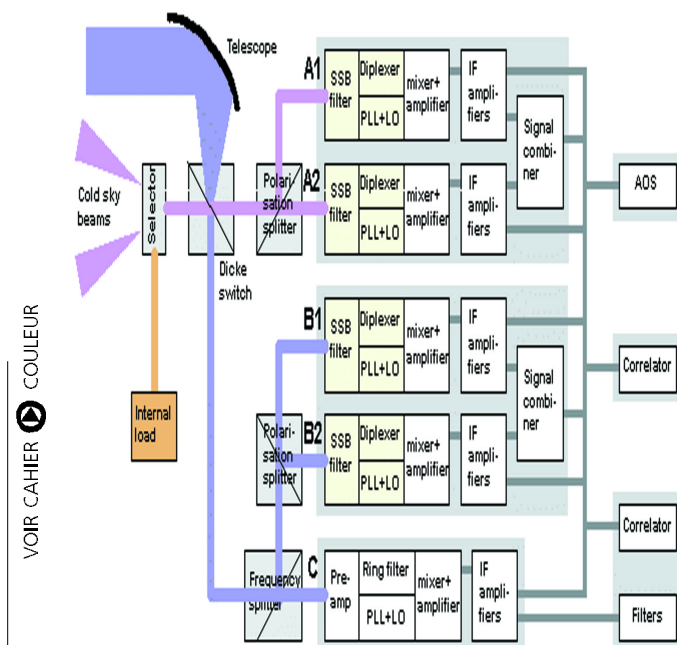 Telescope
A1
SSB
filter
Diplexer
PLL+LO
mixer+
amplifier
IF
ampli-
fiers
Signal
combi-
ner
A2
SSB
filter
Diplexer
PLL+LO
mixer+
amplifier
IF
ampli-
fiers
AOS
Cold sky
beams
Selector
Dicke
switch
Polari-
sation
splitter
B1
SSB
filter
Diplexer
PLL+LO
mixer+
amplifier
IF
ampli-
fiers
Signal
combi-
ner
Correlator
Internal
load
Polari-
sation
splitter
B2
SSB
filter
Diplexer
PLL+LO
mixer+
amplifier
IF
ampli-
fiers
Correlator
Frequency
splitter
C
Pre-
amp
Ring filter
PLL+LO
mixer+
amplifier
IF
ampli-
fiers
Filters
VOIR CAHIER COULEUR